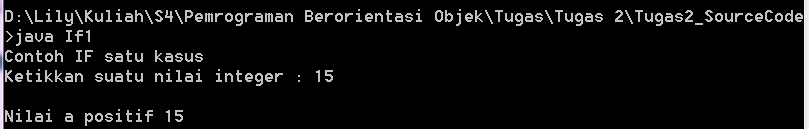 D:\Lily\Kuliah\S4\Pemrograman Berorientasi Objek\Tugas\Tugas 2\Tugas2_SourceCode
>java If1
Contoh IF satu kasus
Ketikkan suatu nilai integer : 15
Nilai a positif 15